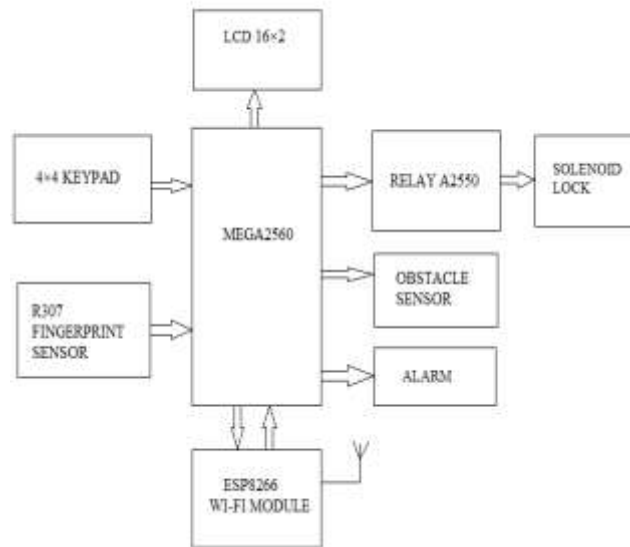 LCD 16×2
4×4 KEYPAD
MEGA2560
RELAY A2550
SOLENOID
LOCK
R307
FINGERPRINT
SENSOR
OBSTACLE
SENSOR
ALARM
ESP8266
WI-FI MODULE